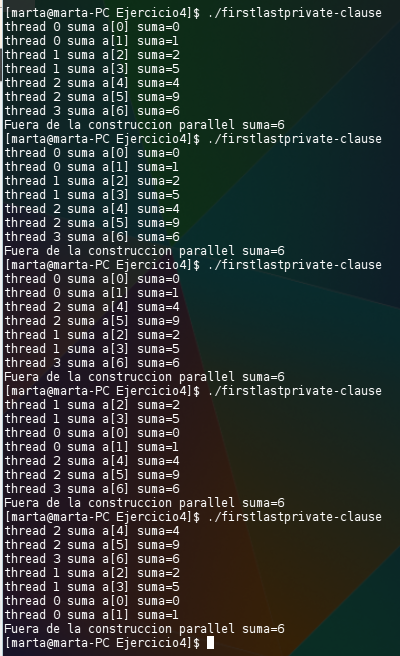 [marta@marta-PC Ejercicio4]$ ./firstlastprivate-clause
thread 0 suma a[0] suma=0
thread 0 suma a[1] suma=1
thread 1 suma a[2] suma=2
thread 1 suma a[3] suma=5
thread 2 suma a[4] suma=4
thread 2 suma a[5] suma=9
thread 3 suma a[6] suma=6
Fuera de la construccion parallel suma=6
[marta@marta-PC Ejercicio4]$ ./firstlastprivate-clause
thread 0 suma a[0] suma=0
thread 0 suma a[1] suma=1
thread 1 suma a[2] suma=2
thread 1 suma a[3] suma=5
thread 2 suma a[4] suma=4
thread 2 suma a[5] suma=9
thread 3 suma a[6] suma=6
Fuera de la construccion parallel suma=6
[marta@marta-PC Ejercicio4]$ ./firstlastprivate-clause
thread 0 suma a[0] suma=0
thread 0 suma a[1] suma=1
thread 2 suma a[4] suma=4
thread 2 suma a[5] suma=9
thread 1 suma a[2] suma=2
thread 1 suma a[3] suma=5
thread 3 suma a[6] suma=6
Fuera de la construccion parallel suma=6
[marta@marta-PC Ejercicio4]$ ./firstlastprivate-clause
thread 1 suma a[2] suma=2
thread 1 suma a[3] suma=5
thread 0 suma a[0] suma=0
thread 0 suma a[1] suma=1
thread 2 suma a[4] suma=4
thread 2 suma a[5] suma=9
thread 3 suma a[6] suma=6
Fuera de la construccion parallel suma=6
[marta@marta-PC Ejercicio4]$ ./firstlastprivate-clause
thread 2 suma a[4] suma=4
thread 2 suma a[5] suma=9
thread 3 suma a[6] suma=6
thread 1 suma a[2] suma=2
thread 1 suma a[3] suma=5
thread 0 suma a[0] suma=0
thread 0 suma a[1] suma=1
Fuera de la construccion parallel suma=6
[marta@marta-PC Ejercicio4]$